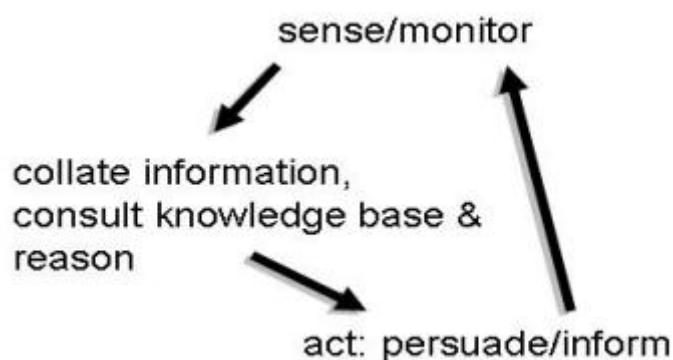 sense/monitor
collate information,
consult knowledge base &
reason
act: persuade/inform